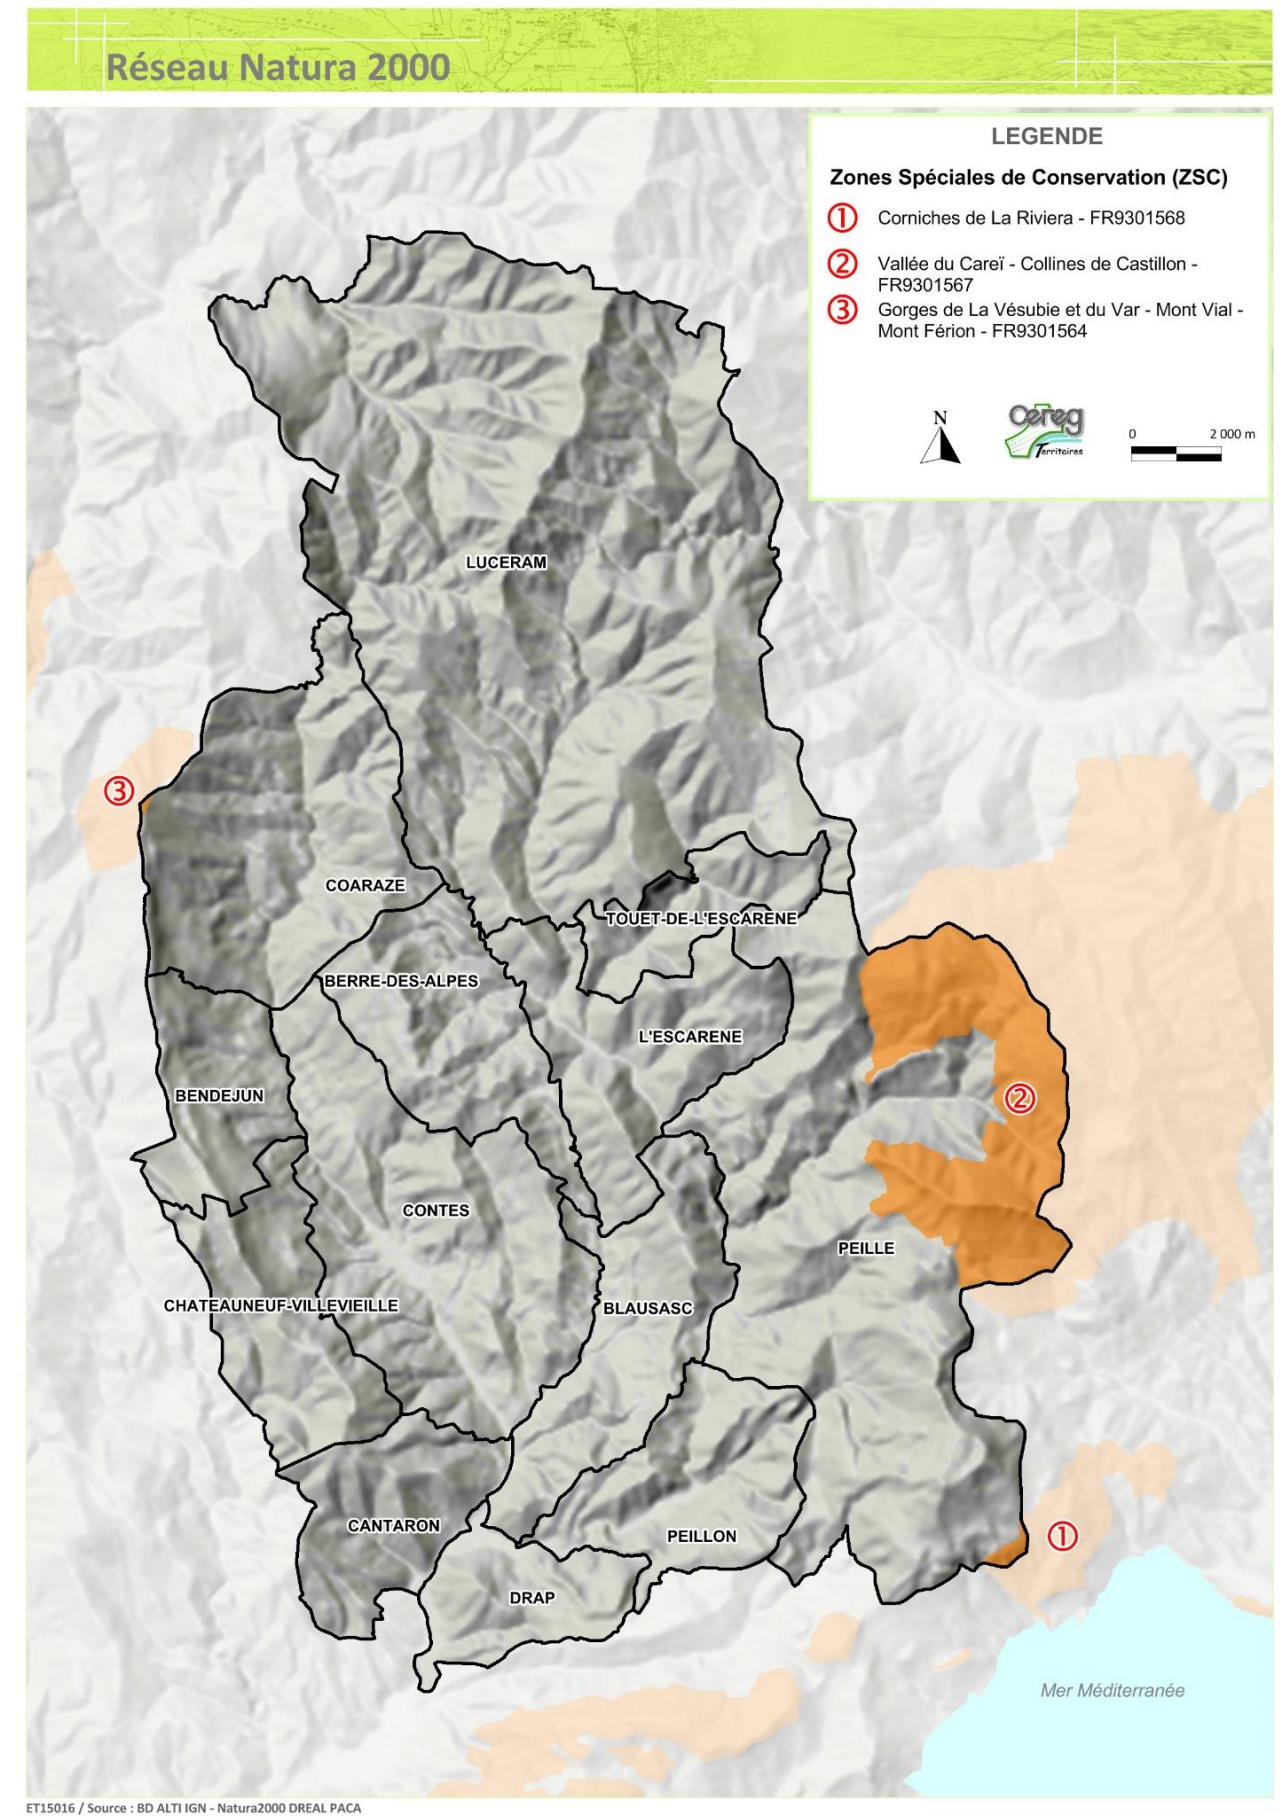 Réseau Natura 2000
LEGENDE
Zones Spéciales de Conservation (ZSC)
① Corniches de La Riviera - FR9301568
② Vallée du Careï - Collines de Castillon -
FR9301567
③ Gorges de La Vésubie et du Var - Mont Vial -
Mont Férion - FR9301564
N
Cereg
Territoires
0 2 000 m
LUCERAM
③
COARAZE
TOUET-DE-L'ESCARENE
BERRE-DES-ALPES
L'ESCARENE
BENDEJUN
②
CONTES
PEILLE
CHATEAUNEUF-VILLEVIEILLE
BLAUSASC
CANTARON
PEILLON
①
DRAP
Mer Méditerranée
ET15016 / Source : BD ALTI IGN - Natura2000 DREAL PACA